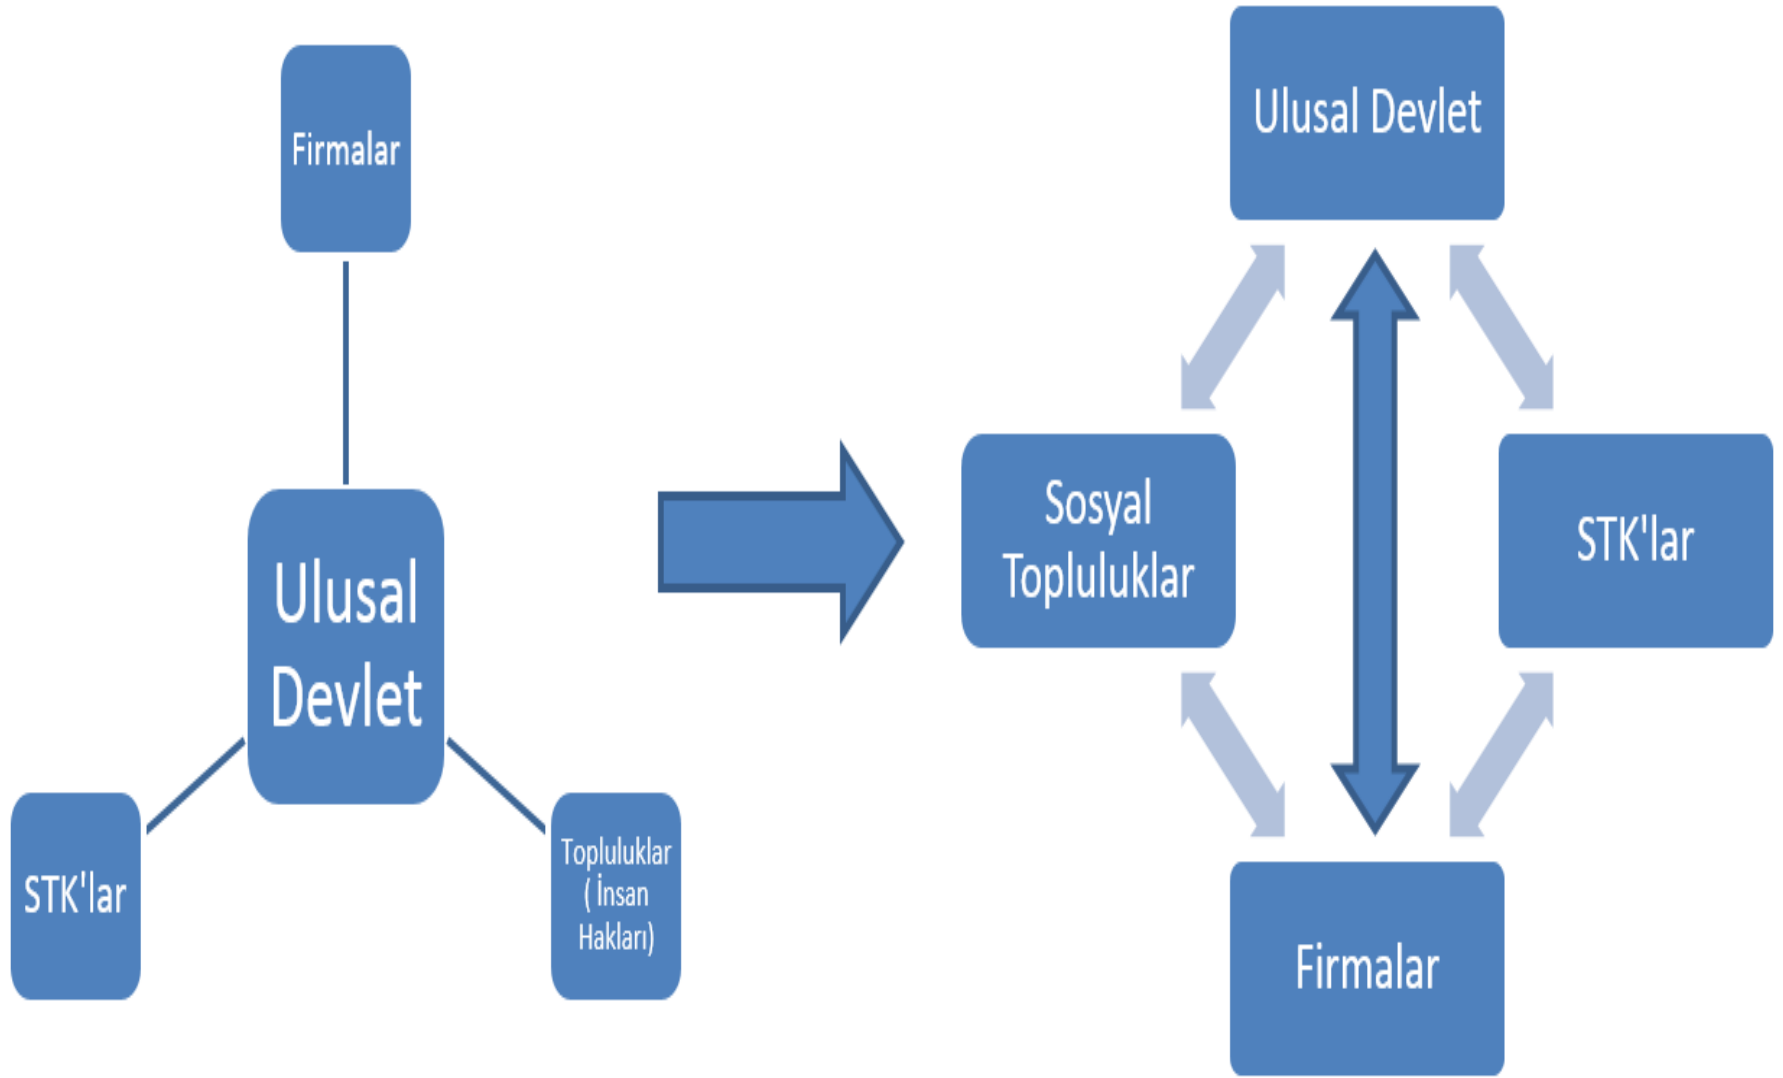 Firmalar
Ulusal
Devlet
STK'lar
Topluluklar
( İnsan
Hakları)
Ulusal Devlet
Sosyal
Topluluklar
STK'lar
Firmalar